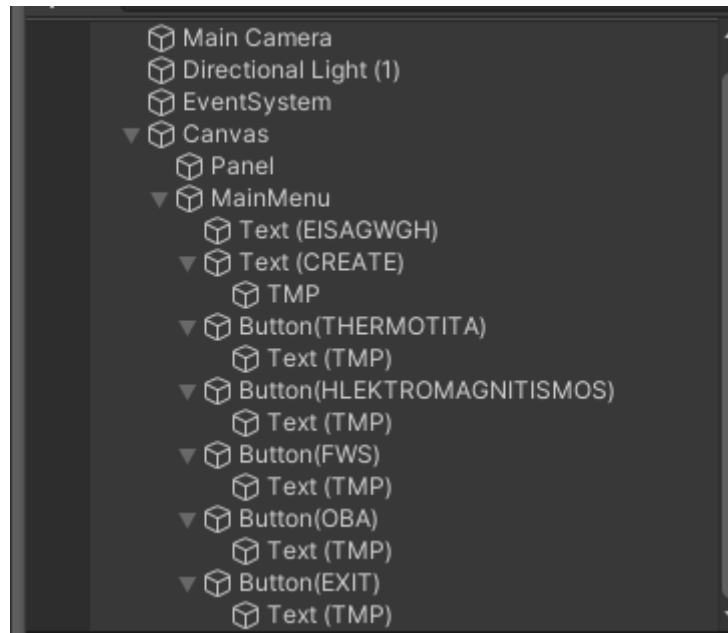 Main Camera
Directional Light (1)
EventSystem
Canvas
Panel
MainMenu
Text (EISAGWGH)
Text (CREATE)
TMP
Button(THERMOTITA)
Text (TMP)
Button(HLEKTROMAGNITISMOS)
Text (TMP)
Button(FWS)
Text (TMP)
Button(OBA)
Text (TMP)
Button(EXIT)
Text (TMP)